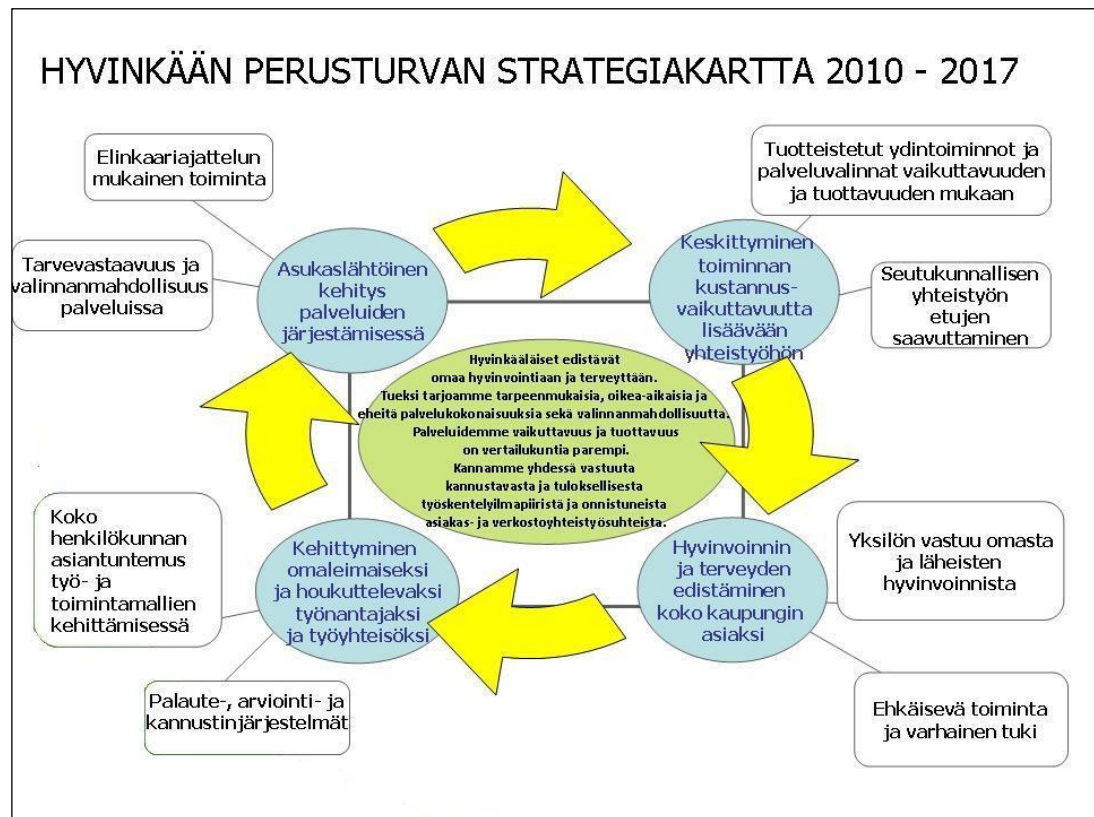 HYVINKÄÄN PERUSTURVAN STRATEGIAKARTTA 2010 - 2017
Elinkaariajattelun
mukainen toiminta
Tarvevastaavuus ja
valinnanmahdollisuus
palveluissa
Asukaslähtöinen
kehitys
palveluiden
järjestämisessä
Tuotteistetut ydintoiminnot ja
palveluvalinnat vaikuttavuuden
ja tuottavuuden mukaan
Keskittyminen
toiminnan
kustannus-
vaikuttavuutta
lisäävään
yhteistyöhön
Seutukunnallisen
yhteistyön
etujen
saavuttaminen
Hyvinkääläiset edistävät
omaa hyvinvointiaan ja terveyttään.
Tueksi tarjoamme tarpeenmukaisia, oikea-aikaisia ja
eheitä palvelukokonaisuuksia sekä valinnanmahdollisuutta.
Palveluidemme vaikuttavuus ja tuottavuus
on vertailukuntia parempi.
Kannamme yhdessä vastuuta
kannustavasta ja tuloksellisesta
työskentelyilmapiiristä ja onnistuneista
asiakas- ja verkostoyhteistyösuhteista.
Koko
henkilökunnan
asiantuntemus
työ- ja
toimintamallien
kehittämisessä
Kehittyminen
omaleimaiseksi
ja houkuttelevaksi
työnantajaksi
ja työyhteisöksi
Palaute-, arviointi- ja
kannustinjärjestelmät
Hyvinvoinnin
ja terveyden
edistäminen
koko kaupungin
asiaksi
Yksilön vastuu omasta
ja läheisten
hyvinvoinnista
Ehkäisevä toiminta
ja varhainen tuki